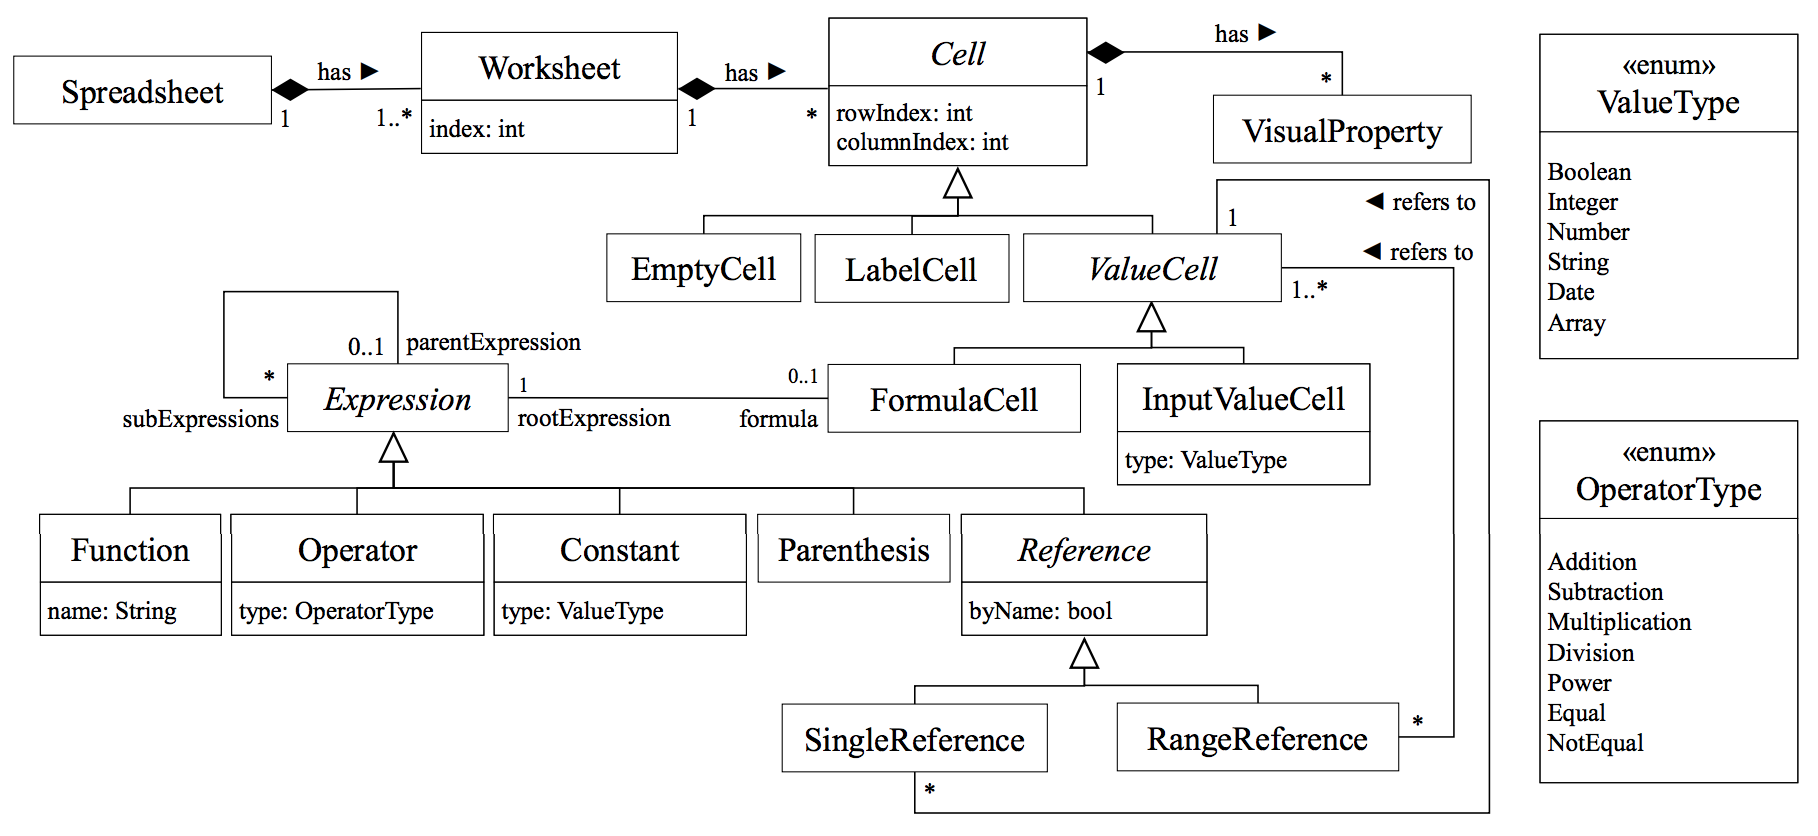 Spreadsheet
1
has ►
1..*
Worksheet
index: int
1
has ►
*
Cell
rowIndex: int
columnIndex: int
1
has ►
*
VisualProperty
«enum»
ValueType
Boolean
Integer
Number
String
Date
Array
EmptyCell
LabelCell
ValueCell
1
◄ refers to
◄ refers to
1..*
0..1
parentExpression
*
subExpressions
Expression
1
rootExpression
0..1
formula
FormulaCell
InputValueCell
type: ValueType
«enum»
OperatorType
Addition
Subtraction
Multiplication
Division
Power
Equal
NotEqual
Function
name: String
Operator
type: OperatorType
Constant
type: ValueType
Parenthesis
Reference
byName: bool
SingleReference
*
RangeReference
*